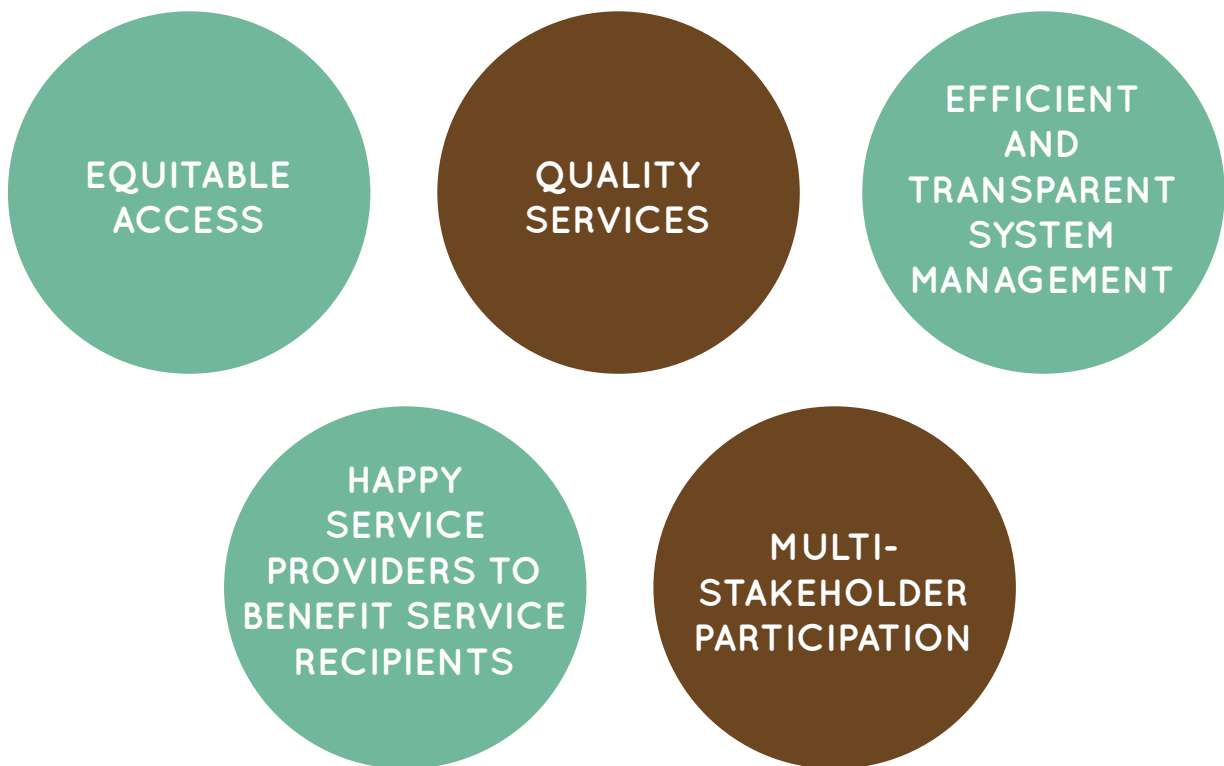 EQUITABLE
ACCESS
QUALITY
SERVICES
EFFICIENT
AND
TRANSPARENT
SYSTEM
MANAGEMENT
HAPPY
SERVICE
PROVIDERS TO
BENEFIT SERVICE
RECIPIENTS
MULTI-
STAKEHOLDER
PARTICIPATION